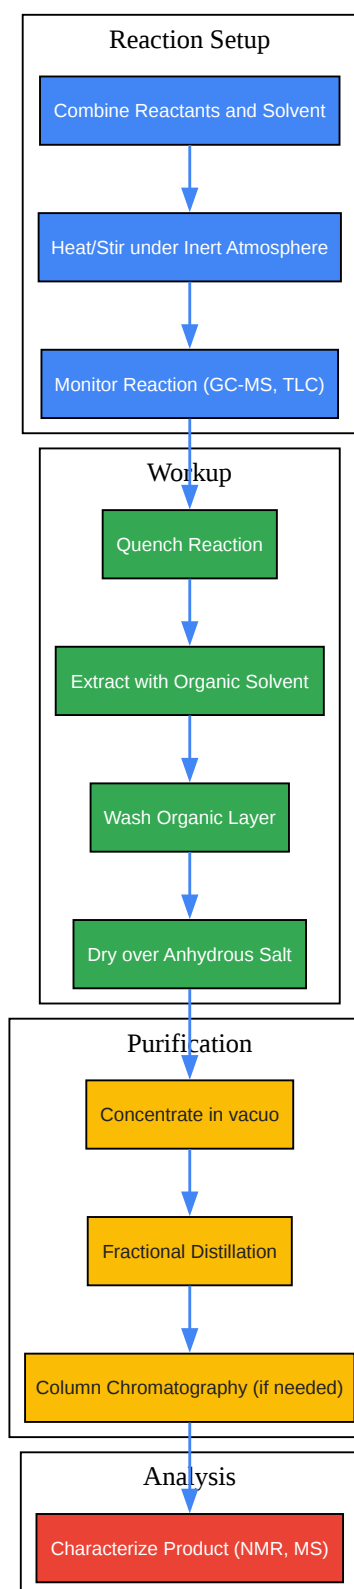 Reaction Setup
Combine Reactants and Solvent
Heat/Stir under Inert Atmosphere
Monitor Reaction (GC-MS, TLC)
Workup
Quench Reaction
Extract with Organic Solvent
Wash Organic Layer
Dry over Anhydrous Salt
Purification
Concentrate in vacuo
Fractional Distillation
Column Chromatography (if needed)
Analysis
Characterize Product (NMR, MS)